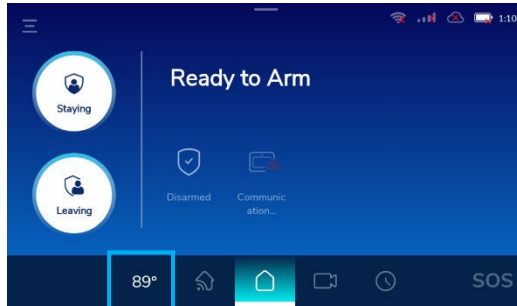 1:10
Ready to Arm
Staying
Leaving
Disarmed
Communic
ation...
89°
SOS